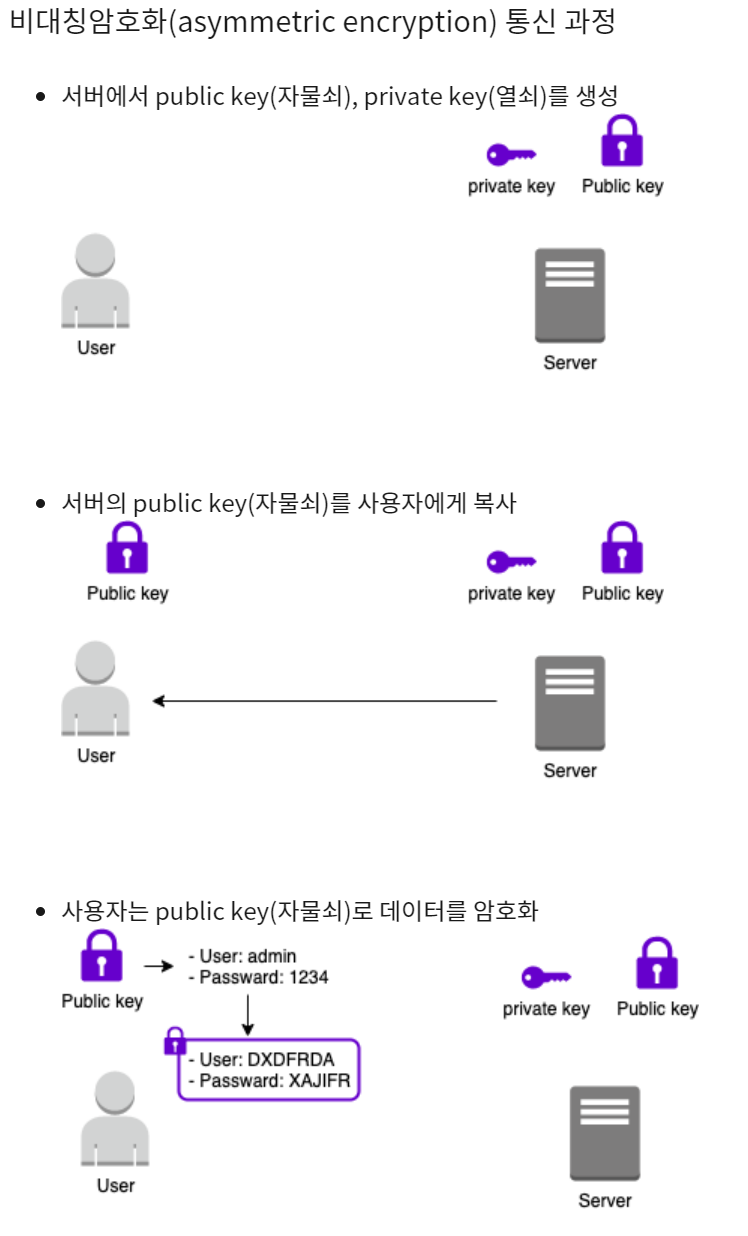 비대칭암호화(asymmetric encryption) 통신 과정
서버에서 public key(자물쇠), private key(열쇠)를 생성
private key
Public key
User
Server
서버의 public key(자물쇠)를 사용자에게 복사
Public key
private key
Public key
User
Server
사용자는 public key(자물쇠)로 데이터를 암호화
Public key
- User: admin
- Passward: 1234
private key
Public key
- User: DXDFRDA
- Passward: XAJIFR
User
Server